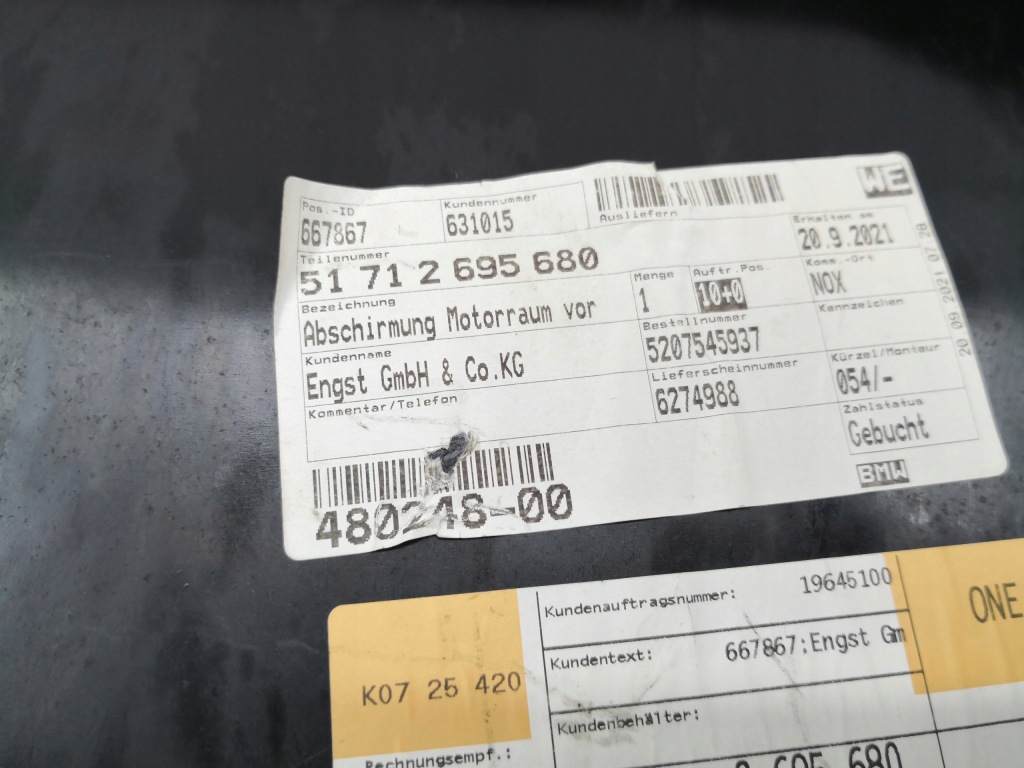 WE
Pos.-ID Kundennummer
667867 631015
Ausliefern
Erhalten am
20.9.2021
Teilenummer
51 71 2 695 680
Menge Auftr.Pos. Komm.-Ort
1 10+0 NOX
Bezeichnung
Abschirmung Motorraum vor
Bestellnummer Kennzeichen
5207545937
Kundenname
Engst GmbH & Co.KG
Lieferscheinnummer Kürzel/Monteur
6274988 054/-
Kommentar/Telefon
Zahlstatus
Gebucht
BMW
480248-00
20 09 2021 07
Kundenauftragsnummer: 19645100
ONE
Kundentext: 667867:Engst Gm
K07 25 420
Kundenbehälter:
Rechnungsempf.:
695 680